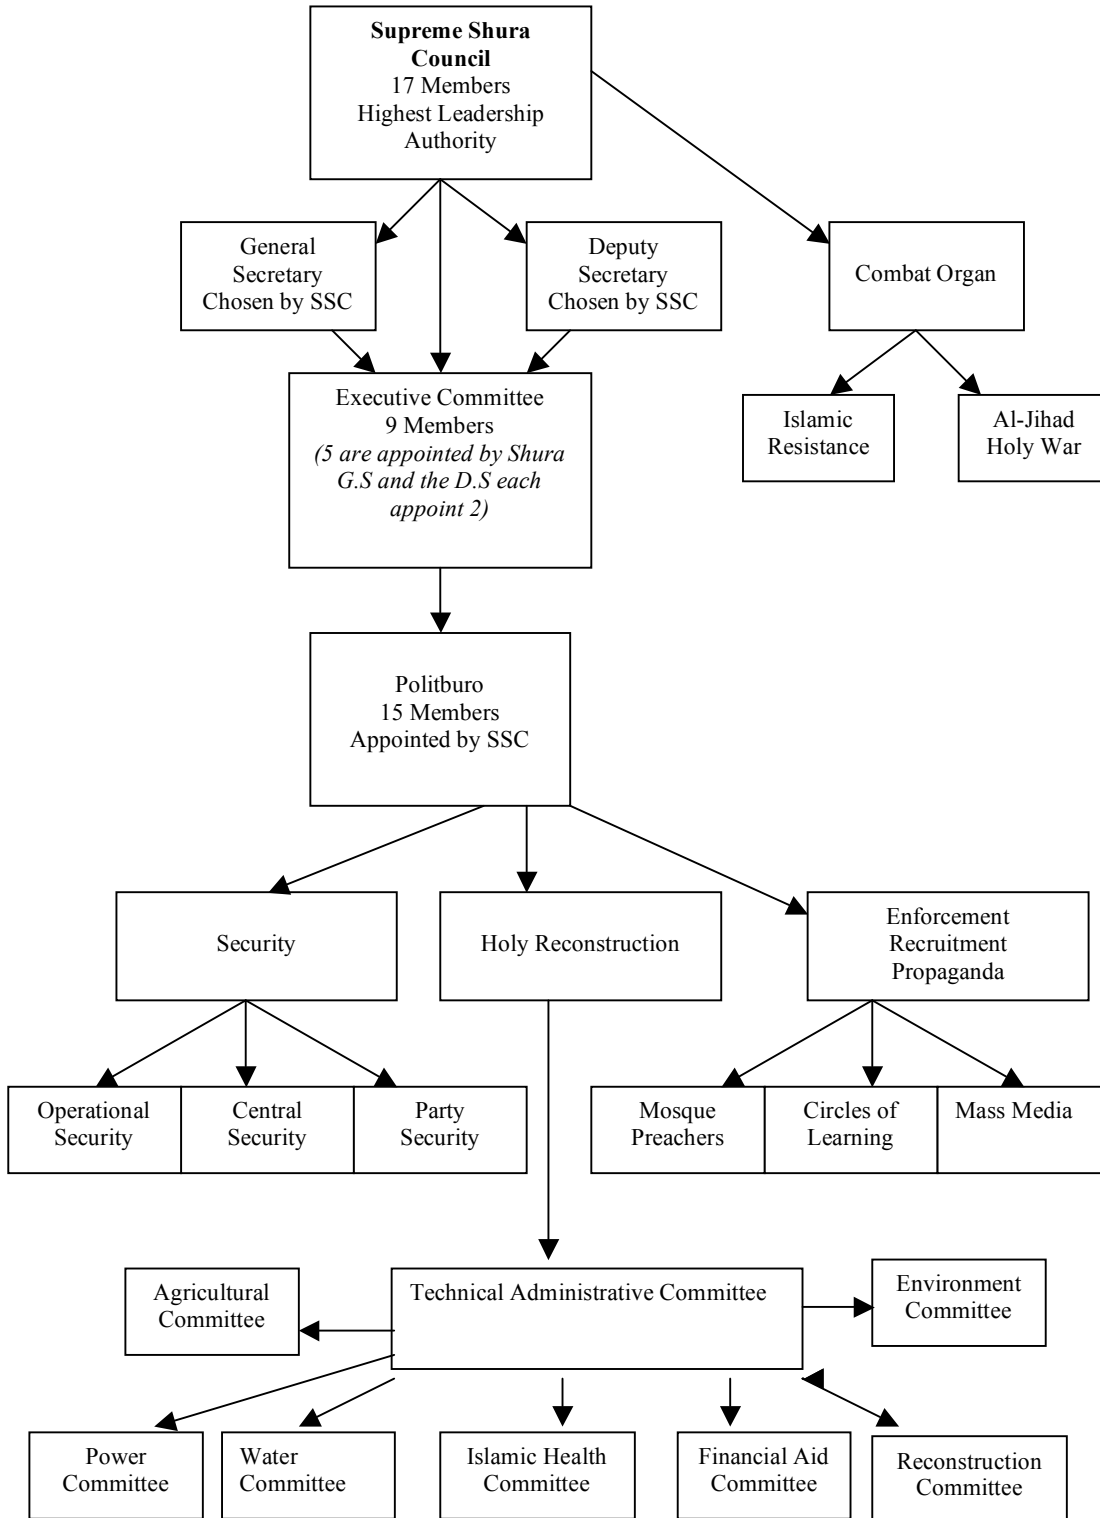 Supreme Shura
Council
17 Members
Highest Leadership
Authority
General
Secretary
Chosen by SSC
Deputy
Secretary
Chosen by SSC
Combat Organ
Executive Committee
9 Members
(5 are appointed by Shura
G.S and the D.S each
appoint 2)
Islamic
Resistance
Al-Jihad
Holy War
Politburo
15 Members
Appointed by SSC
Security
Holy Reconstruction
Enforcement
Recruitment
Propaganda
Operational
Security
Central
Security
Party
Security
Mosque
Preachers
Circles of
Learning
Mass Media
Agricultural
Committee
Technical Administrative Committee
Environment
Committee
Power
Committee
Water
Committee
Islamic Health
Committee
Financial Aid
Committee
Reconstruction
Committee